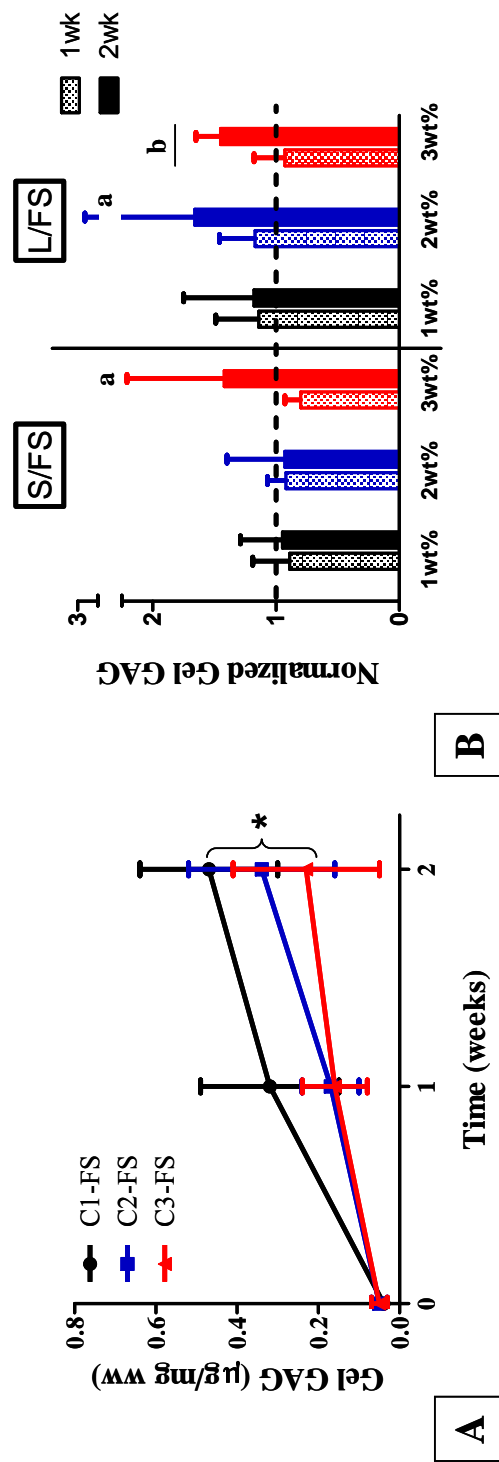 A
Gel GAG (μg/mg ww)
0.8
0.6
0.4
0.2
0.0
C1-FS
C2-FS
C3-FS
*
0 1 2
Time (weeks)
B
Normalized Gel GAG
3
2
1
0
S/FS
L/FS
1wk
2wk
a
a
b
1wt% 2wt% 3wt% 1wt% 2wt% 3wt%